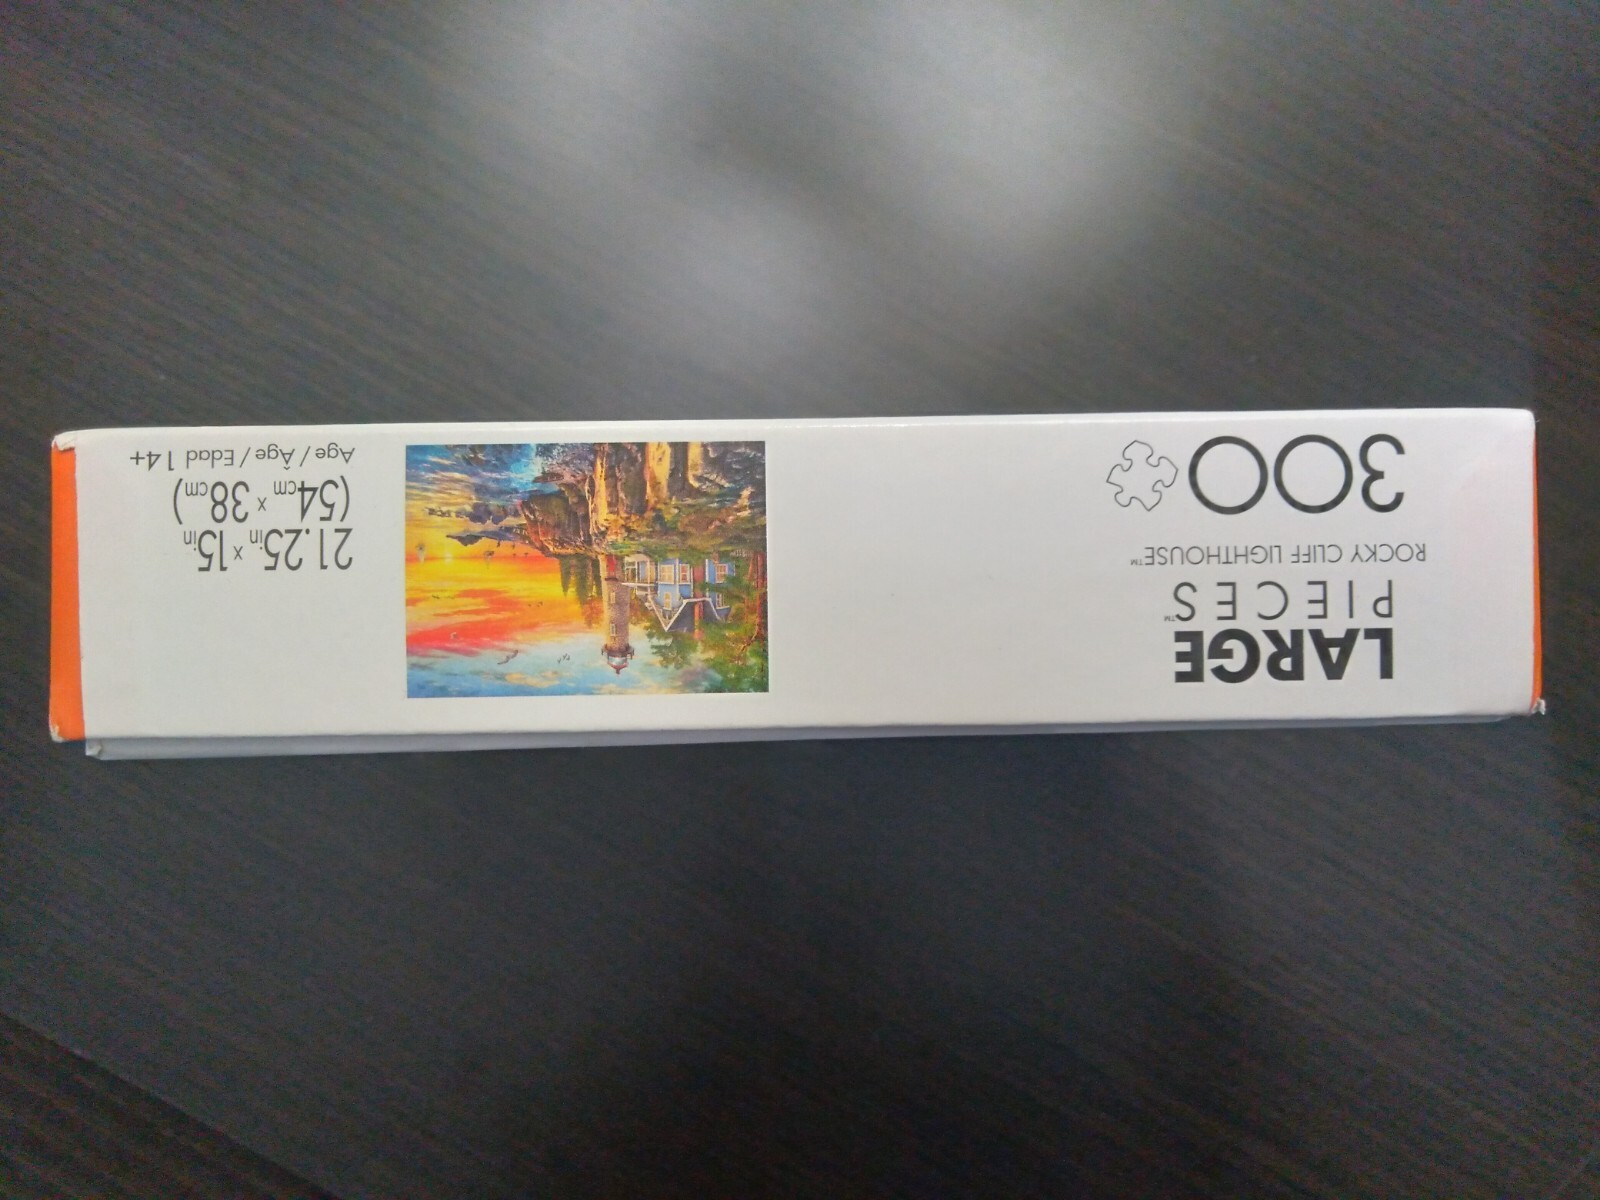 LARGE
PIECES™
ROCKY CLIFF LIGHTHOUSE™
300
21.25in × 15in
(54cm × 38cm)
Age / Âge / Edad 14+